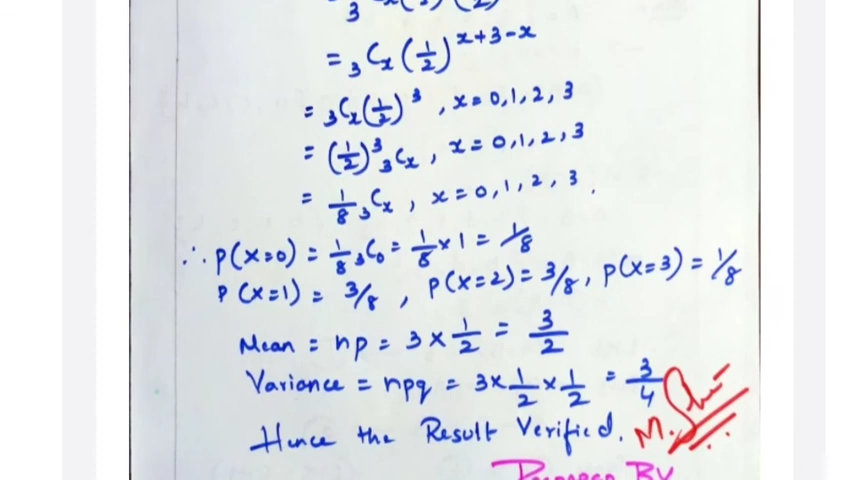 = ₃Cₓ(½)^(x+3-x)
= ₃Cₓ(½)³, x = 0, 1, 2, 3
= (½)³ ₃Cₓ, x = 0, 1, 2, 3
= 1/8 ₃Cₓ, x = 0, 1, 2, 3.
∴ P(X=0) = 1/8 ₃C₀ = 1/8 × 1 = 1/8
P(X=1) = 3/8, P(X=2) = 3/8, P(X=3) = 1/8
Mean = np = 3 × 1/2 = 3/2
Variance = npq = 3 × 1/2 × 1/2 = 3/4
Hence the Result Verified. M.
Prepared By